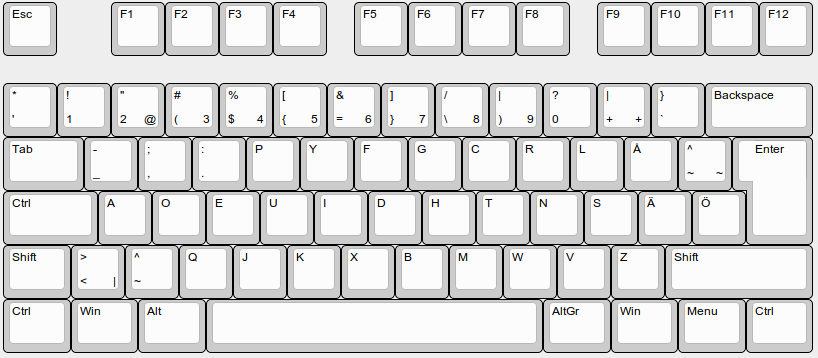 Esc F1 F2 F3 F4 F5 F6 F7 F8 F9 F10 F11 F12
* ! " # % [ & ] / | ? | } Backspace
' 1 2 @ ( 3 $ 4 { 5 = 6 } 7 \ 8 ) 9 0 + + `
Tab - ; : P Y F G C R L Å ^ Enter
_ , . ~ ~
Ctrl A O E U I D H T N S Ä Ö
Shift > ^ Q J K X B M W V Z Shift
< | ~
Ctrl Win Alt AltGr Win Menu Ctrl